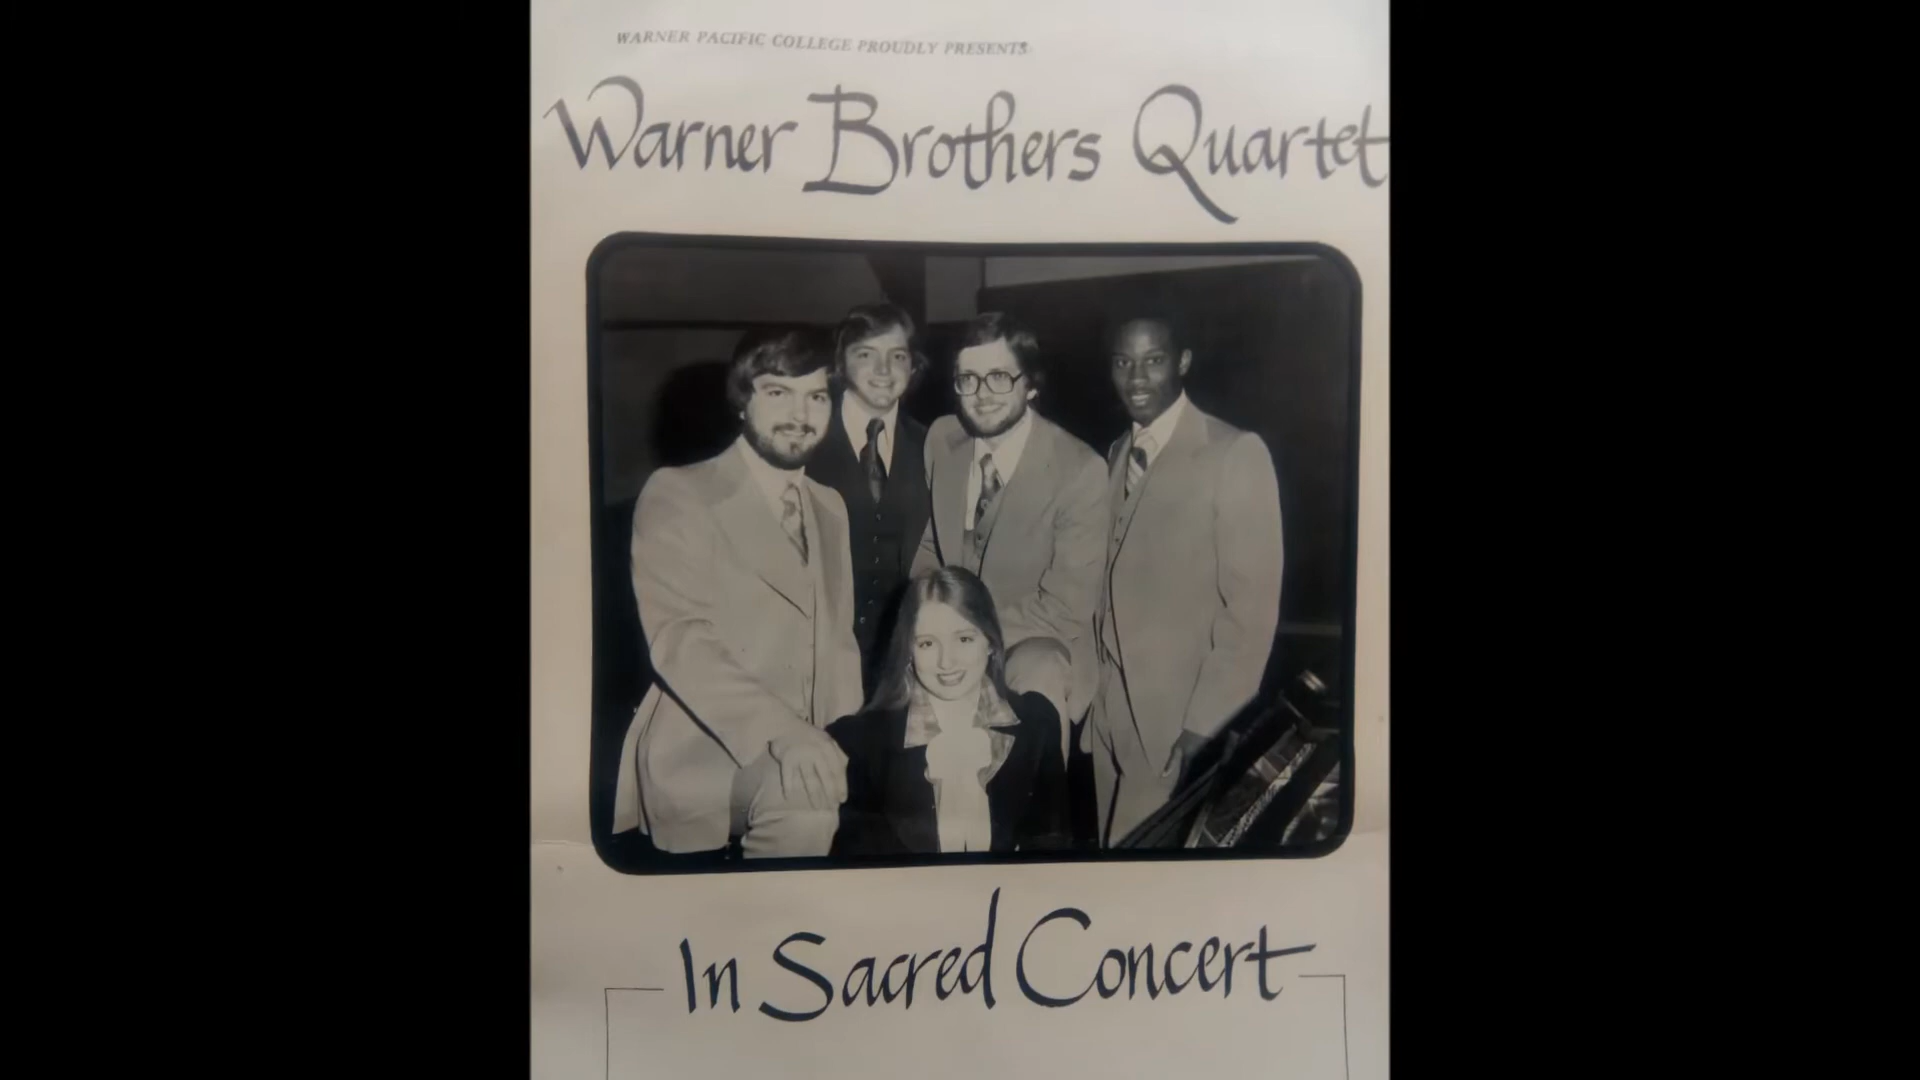 WARNER PACIFIC COLLEGE PROUDLY PRESENTS
Warner Brothers Quartet
In Sacred Concert